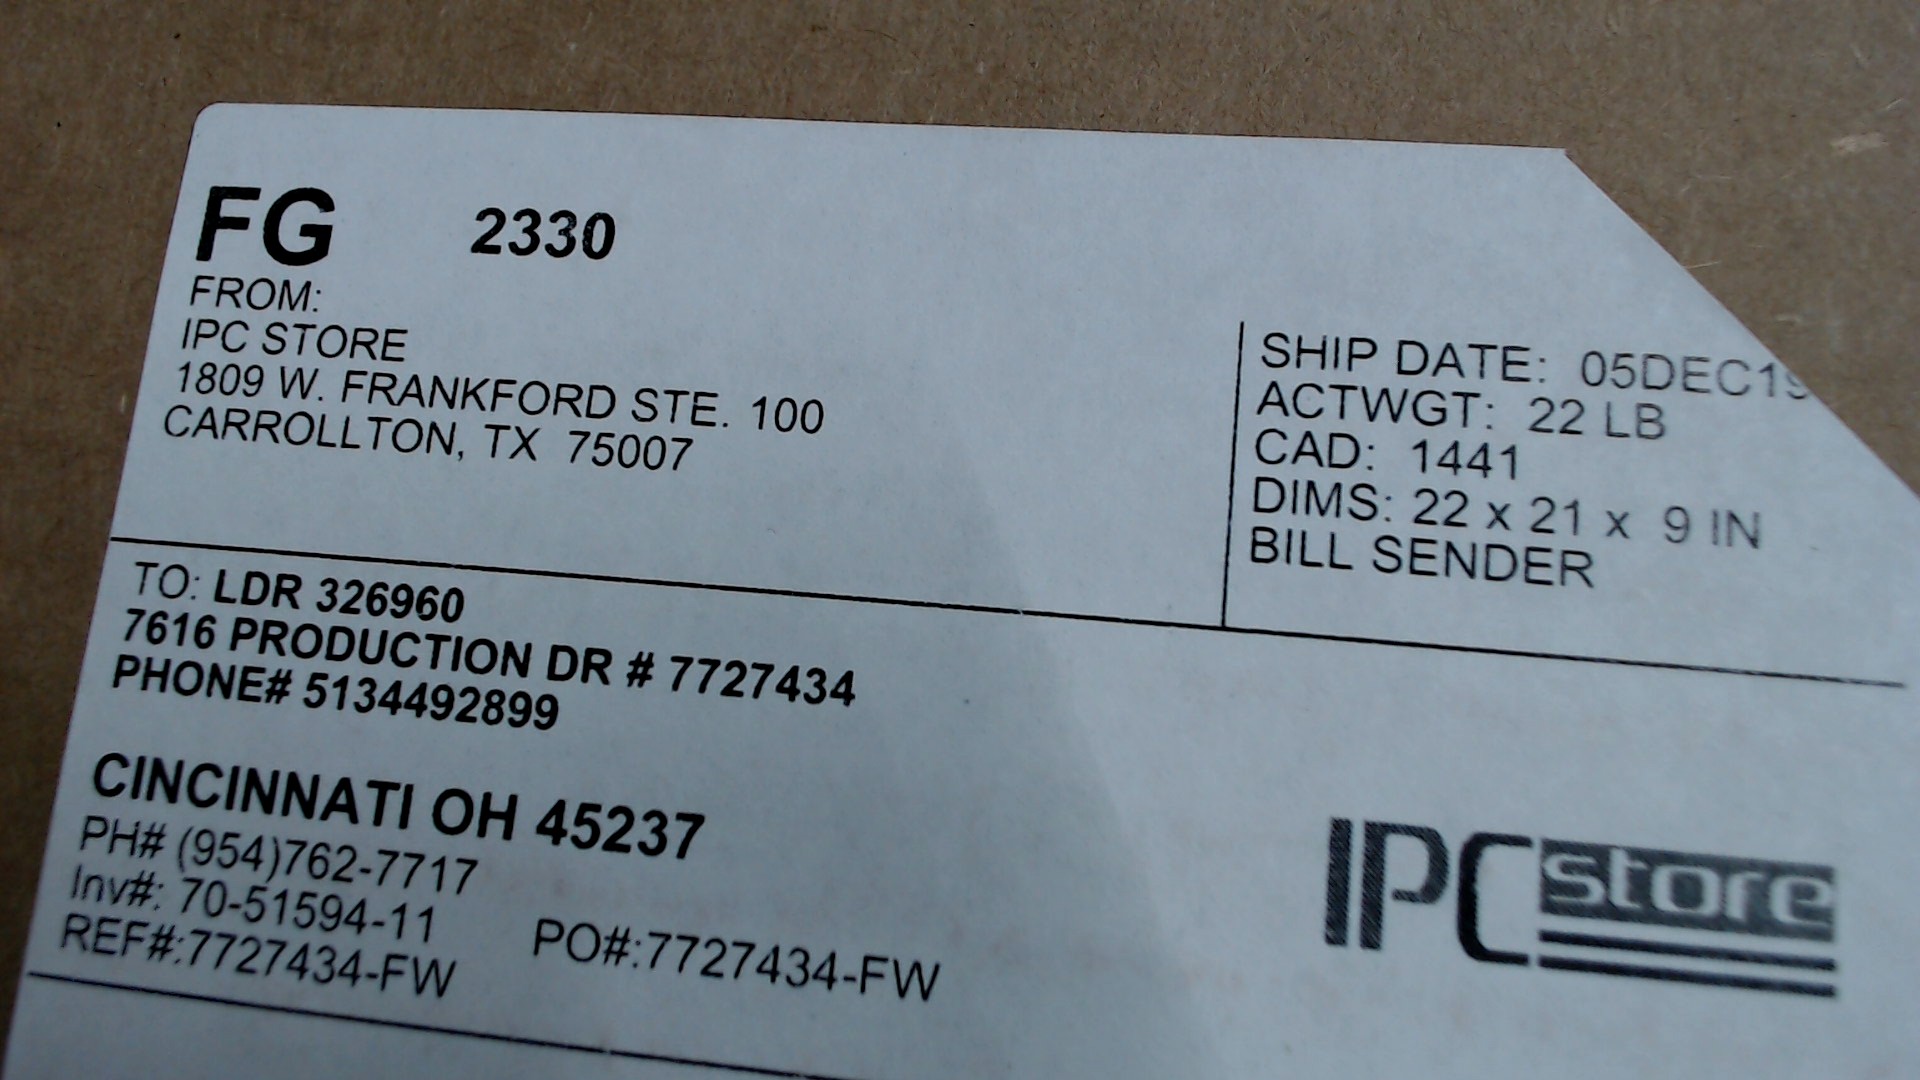 FG 2330
FROM:
IPC STORE
1809 W. FRANKFORD STE. 100
CARROLLTON, TX 75007
SHIP DATE: 05DEC19
ACTWGT: 22 LB
CAD: 1441
DIMS: 22 x 21 x 9 IN
BILL SENDER
TO: LDR 326960
7616 PRODUCTION DR # 7727434
PHONE# 5134492899
CINCINNATI OH 45237
PH# (954)762-7717
Inv#: 70-51594-11
REF#:7727434-FW PO#:7727434-FW
IPC store